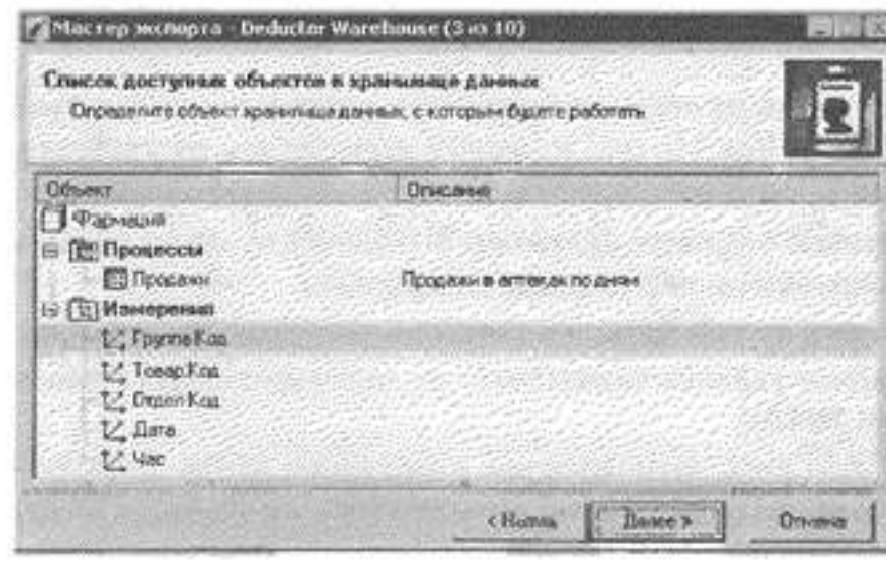 Мастер экспорта - Deductor Warehouse (3 из 10)
Список доступных объектов в хранилище данных
Определите объект хранилища данных, с которым будете работать
Объект Описание
Фармация
Процессы
Продажи Продажи в аптеках по дням
Измерения
Группа.Код
Товар.Код
Отдел.Код
Дата
Час
< Назад Далее > Отмена